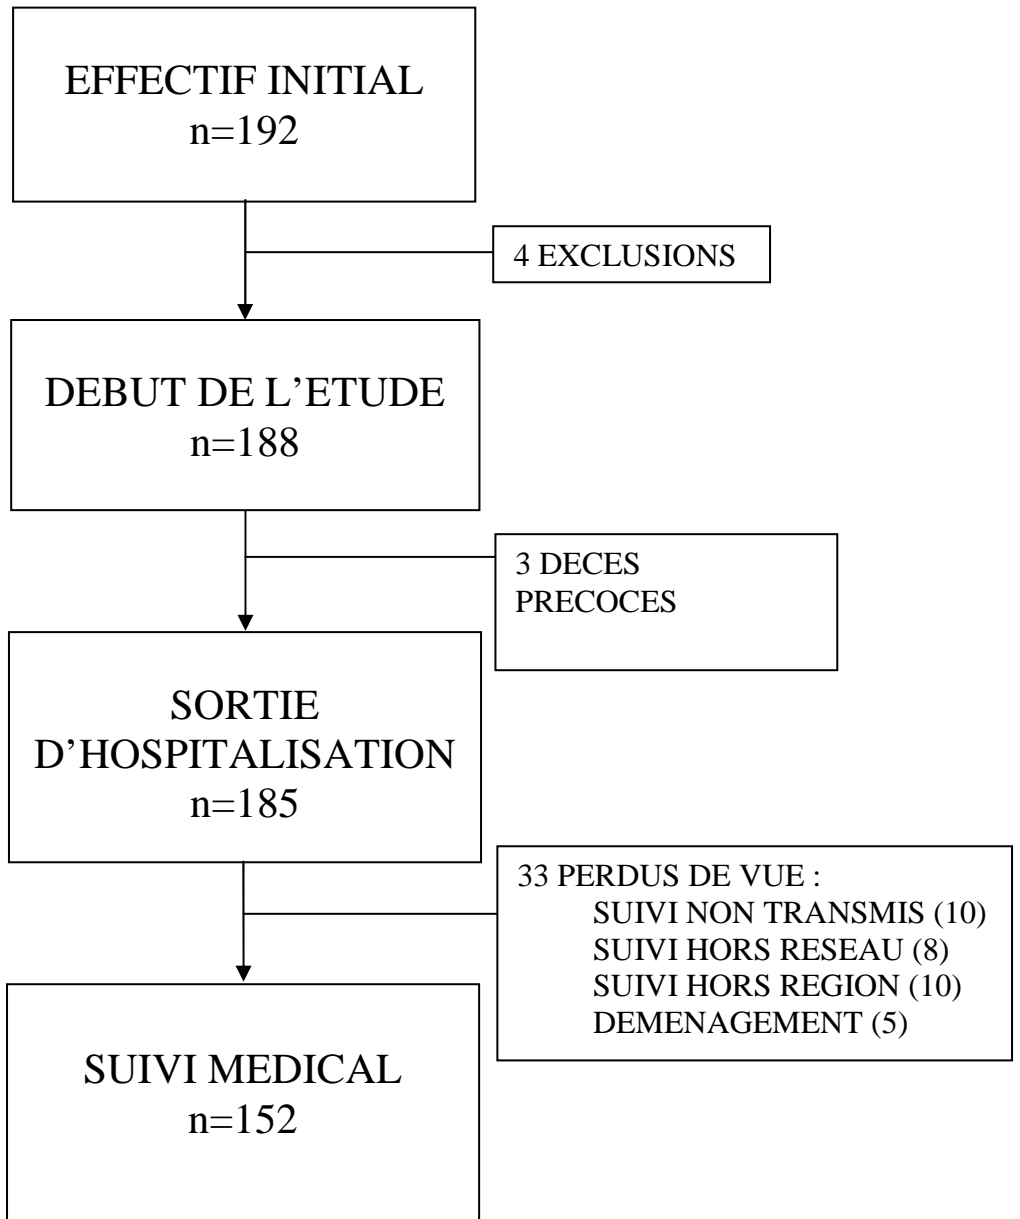 EFFECTIF INITIAL
n=192
4 EXCLUSIONS
DEBUT DE L’ETUDE
n=188
3 DECES
PRECOCES
SORTIE
D’HOSPITALISATION
n=185
33 PERDUS DE VUE :
SUIVI NON TRANSMIS (10)
SUIVI HORS RESEAU (8)
SUIVI HORS REGION (10)
DEMENAGEMENT (5)
SUIVI MEDICAL
n=152